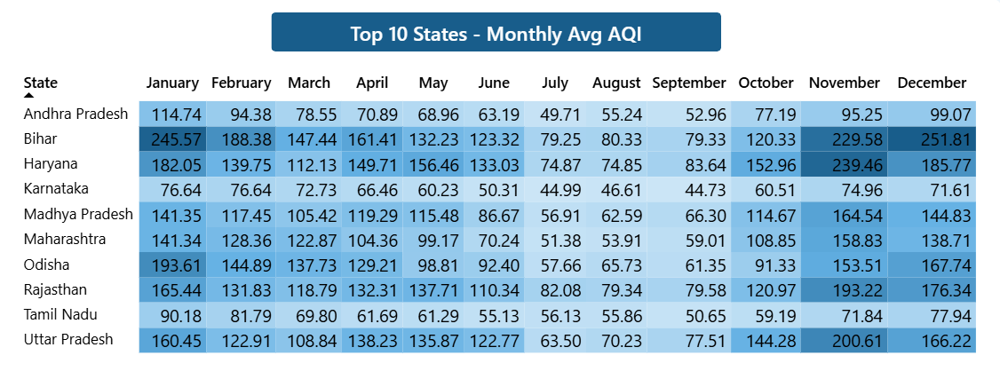 Top 10 States - Monthly Avg AQI
State January February March April May June July August September October November December
Andhra Pradesh 114.74 94.38 78.55 70.89 68.96 63.19 49.71 55.24 52.96 77.19 95.25 99.07
Bihar 245.57 188.38 147.44 161.41 132.23 123.32 79.25 80.33 79.33 120.33 229.58 251.81
Haryana 182.05 139.75 112.13 149.71 156.46 133.03 74.87 74.85 83.64 152.96 239.46 185.77
Karnataka 76.64 76.64 72.73 66.46 60.23 50.31 44.99 46.61 44.73 60.51 74.96 71.61
Madhya Pradesh 141.35 117.45 105.42 119.29 115.48 86.67 56.91 62.59 66.30 114.67 164.54 144.83
Maharashtra 141.34 128.36 122.87 104.36 99.17 70.24 51.38 53.91 59.01 108.85 158.83 138.71
Odisha 193.61 144.89 137.73 129.21 98.81 92.40 57.66 65.73 61.35 91.33 153.51 167.74
Rajasthan 165.44 131.83 118.79 132.31 137.71 110.34 82.08 79.34 79.58 120.97 193.22 176.34
Tamil Nadu 90.18 81.79 69.80 61.69 61.29 55.13 56.13 55.86 50.65 59.19 71.84 77.94
Uttar Pradesh 160.45 122.91 108.84 138.23 135.87 122.77 63.50 70.23 77.51 144.28 200.61 166.22